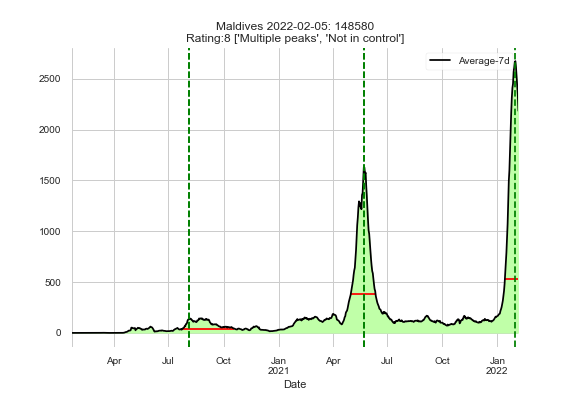 Maldives 2022-02-05: 148580
Rating:8 ['Multiple peaks', 'Not in control']
Average-7d
2500
2000
1500
1000
500
0
Apr Jul Oct Jan Apr Jul Oct Jan
2021 2022
Date